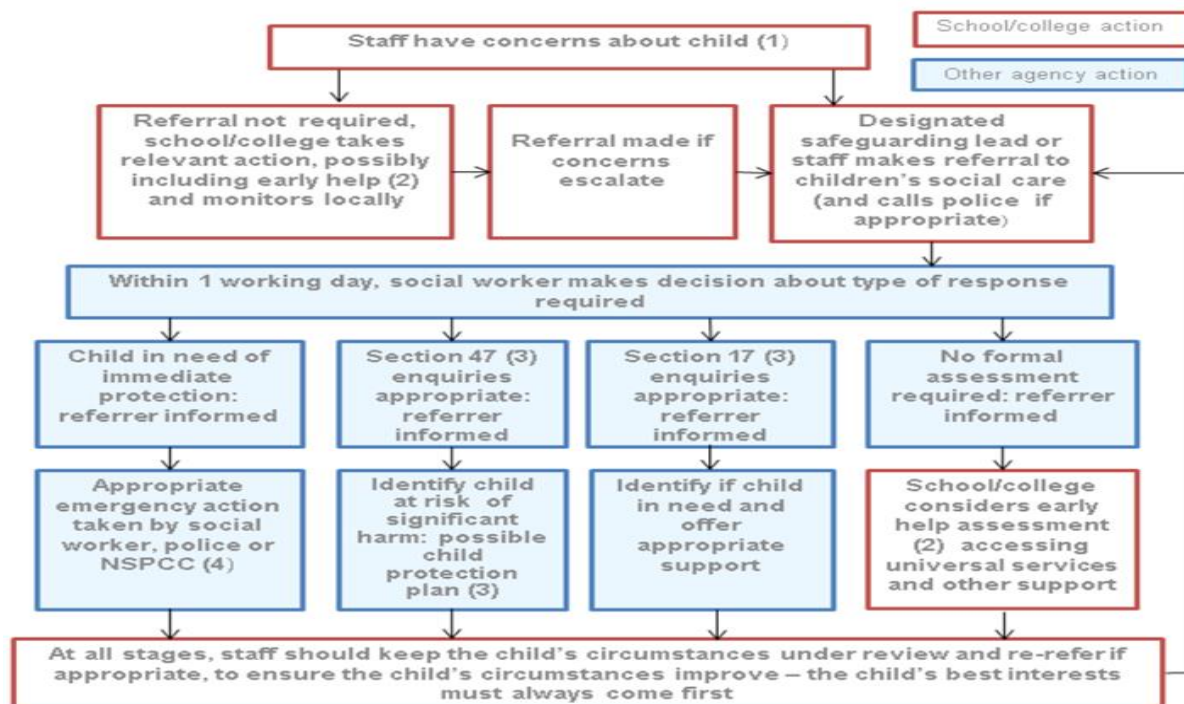 School/college action
Other agency action
Staff have concerns about child (1)
Referral not required,
school/college takes
relevant action, possibly
including early help (2)
and monitors locally
Referral made if
concerns
escalate
Designated
safeguarding lead or
staff makes referral to
children's social care
(and calls police if
appropriate)
Within 1 working day, social worker makes decision about type of response
required
Child in need of
immediate
protection:
referrer informed
Section 47 (3)
enquiries
appropriate:
referrer
informed
Section 17 (3)
enquiries
appropriate:
referrer
informed
No formal
assessment
required: referrer
informed
Appropriate
emergency action
taken by social
worker, police or
NSPCC (4)
Identify child
at risk of
significant
harm: possible
child
protection
plan (3)
Identify if child
in need and
offer
appropriate
support
School/college
considers early
help assessment
(2) accessing
universal services
and other support
At all stages, staff should keep the child's circumstances under review and re-refer if
appropriate, to ensure the child's circumstances improve – the child's best interests
must always come first